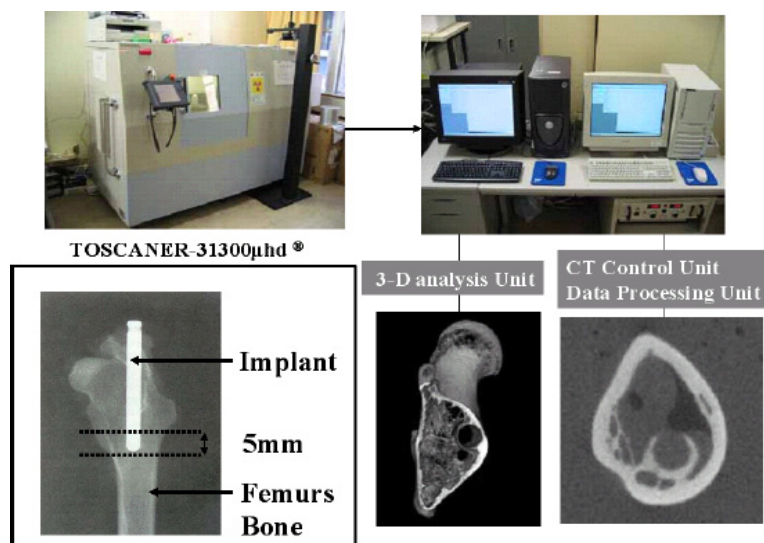 TOSCANER-31300μhd ®
3-D analysis Unit
CT Control Unit
Data Processing Unit
Implant
5mm
Femurs
Bone